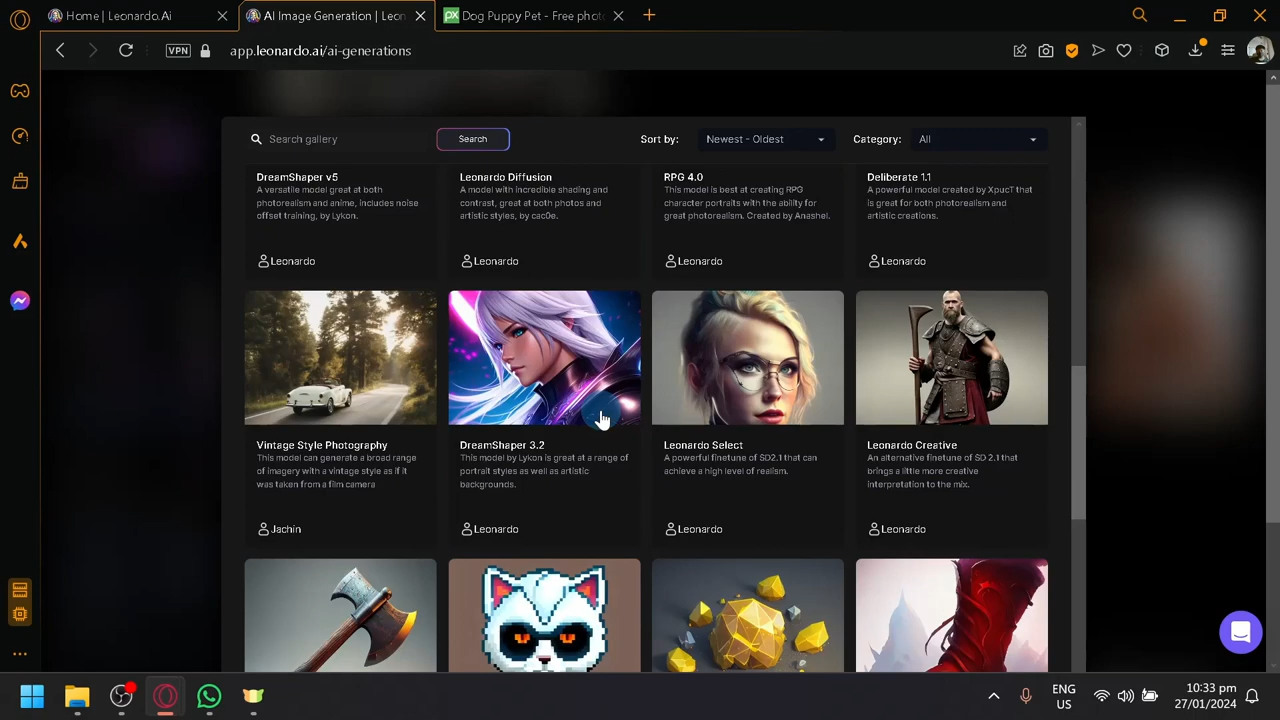 Home | Leonardo.Ai
AI Image Generation | Leon
Dog Puppy Pet - Free phot
VPN
app.leonardo.ai/ai-generations
Search gallery
Search
Sort by:
Newest - Oldest
Category:
All
DreamShaper v5
A versatile model great at both
photorealism and anime, includes noise
offset training, by Lykon.
Leonardo
Leonardo Diffusion
A model with incredible shading and
contrast, great at both photos and
artistic styles, by cac0e.
Leonardo
RPG 4.0
This model is best at creating RPG
character portraits with the ability for
great photorealism. Created by Anashel.
Leonardo
Deliberate 1.1
A powerful model created by XpucT that
is great for both photorealism and
artistic creations.
Leonardo
Vintage Style Photography
This model can generate a broad range
of imagery with a vintage style as if it
was taken from a film camera
Jachin
DreamShaper 3.2
This model by Lykon is great at a range of
portrait styles as well as artistic
backgrounds.
Leonardo
Leonardo Select
A powerful finetune of SD2.1 that can
achieve a high level of realism.
Leonardo
Leonardo Creative
An alternative finetune of SD 2.1 that
brings a little more creative
interpretation to the mix.
Leonardo
ENG
US
10:33 pm
27/01/2024